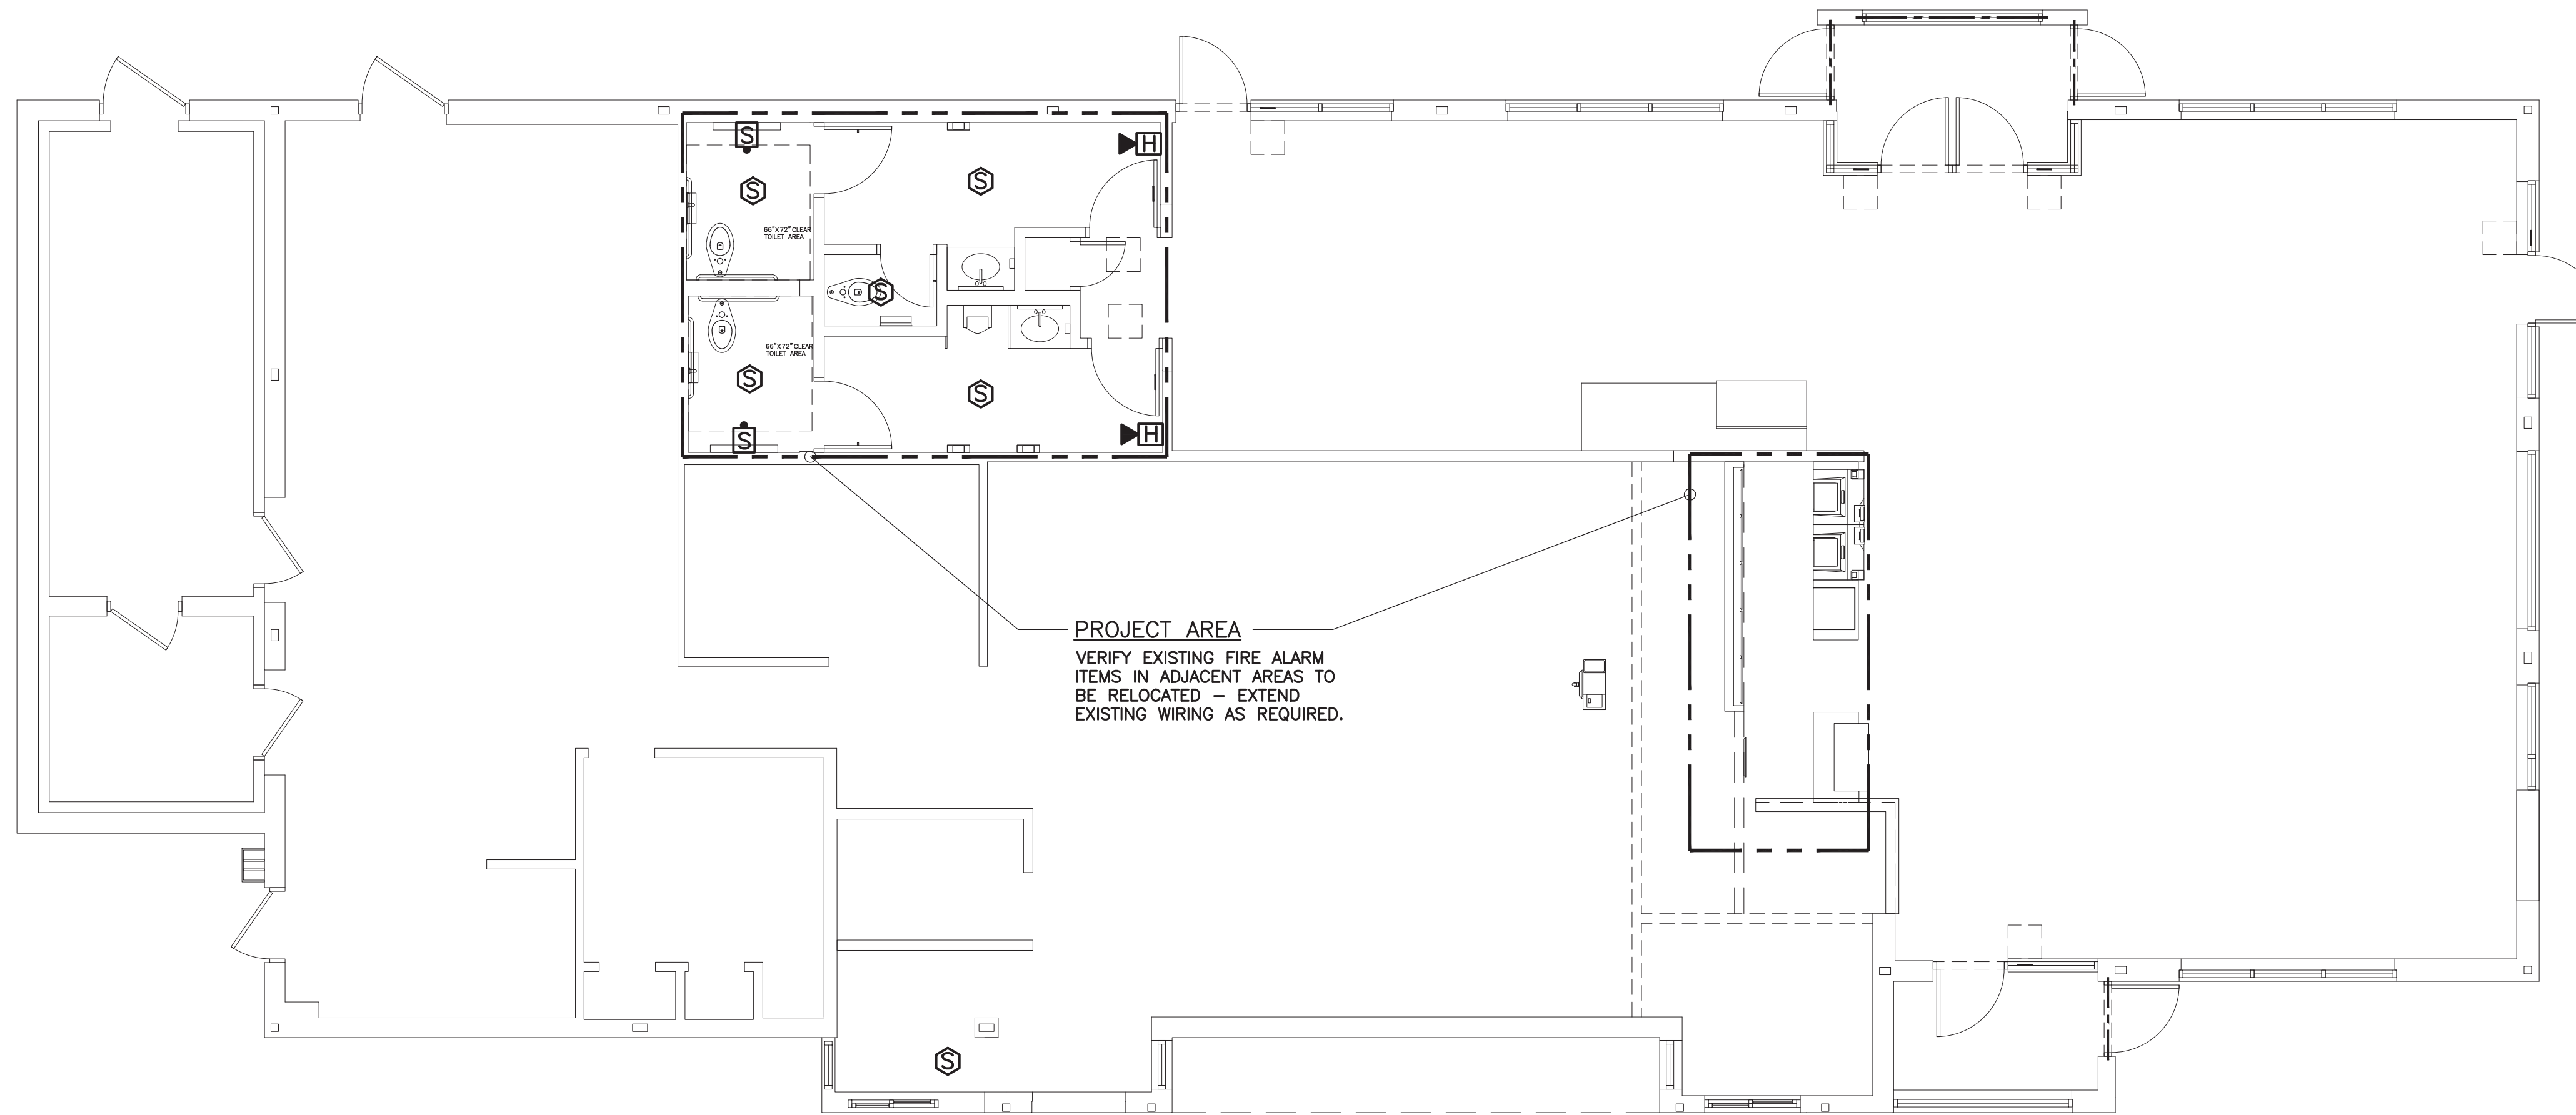 S
H
S
S
66"X72" CLEAR
TOILET AREA
S
66"X72" CLEAR
TOILET AREA
S
S
S
H
PROJECT AREA
VERIFY EXISTING FIRE ALARM
ITEMS IN ADJACENT AREAS TO
BE RELOCATED – EXTEND
EXISTING WIRING AS REQUIRED.
S